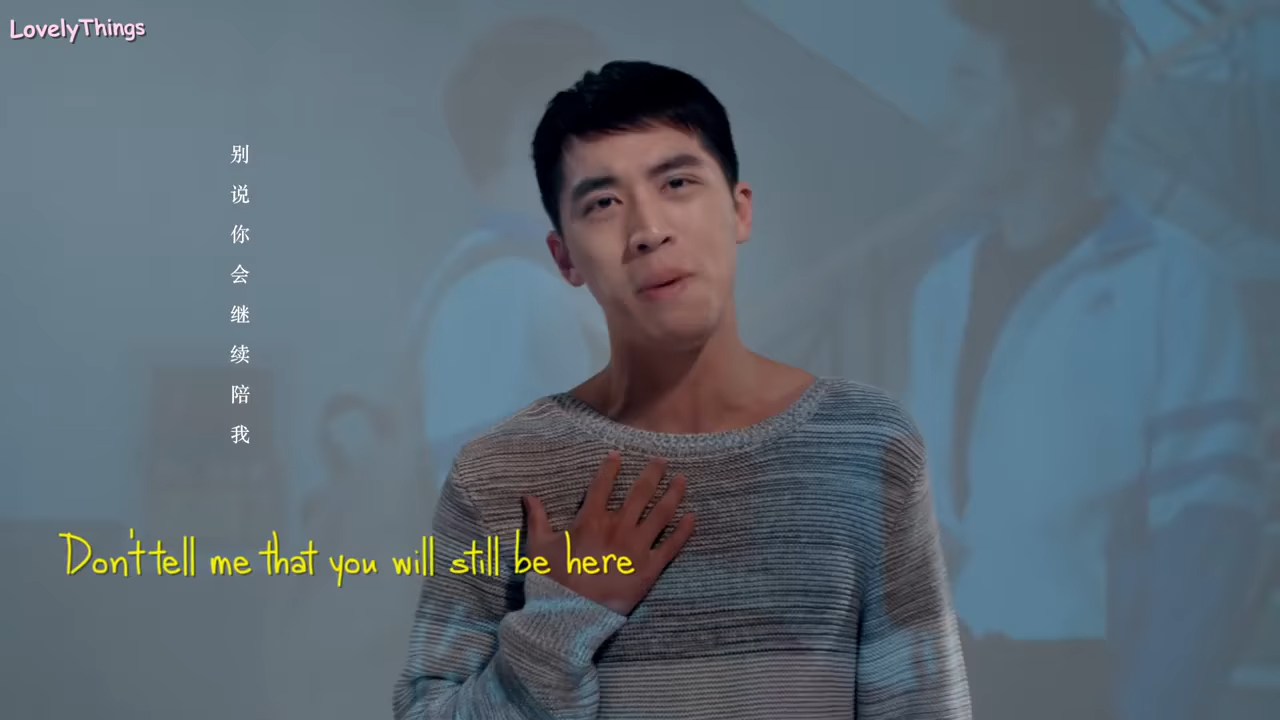 LovelyThings
别说你会继续陪我
Don't tell me that you will still be here